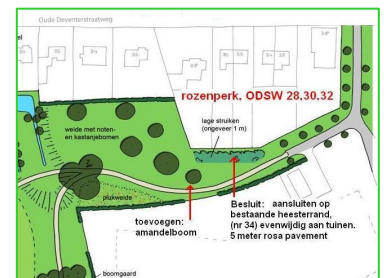 Oude Deventerstraatweg
rozenperk, ODSW 28,30,32
lage struiken
(ongeveer 1 m)
weide met noten-
en kastanjebomen
plukweide
toevoegen:
amandelboom
Besluit: aansluiten op
bestaande heesterrand,
(nr 34) evenwijdig aan tuinen.
5 meter rosa pavement
boomgaard